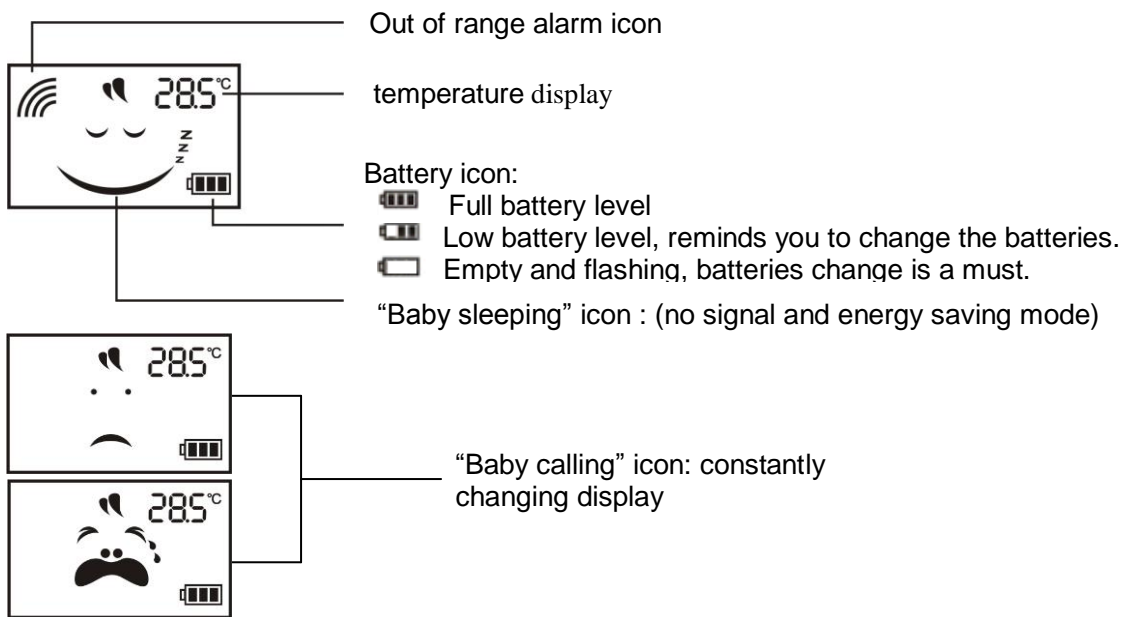 Out of range alarm icon
28.5°C
temperature display
z z z
Battery icon:
Full battery level
Low battery level, reminds you to change the batteries.
Empty and flashing, batteries change is a must.
“Baby sleeping” icon : (no signal and energy saving mode)
28.5°C
“Baby calling” icon: constantly
changing display
28.5°C